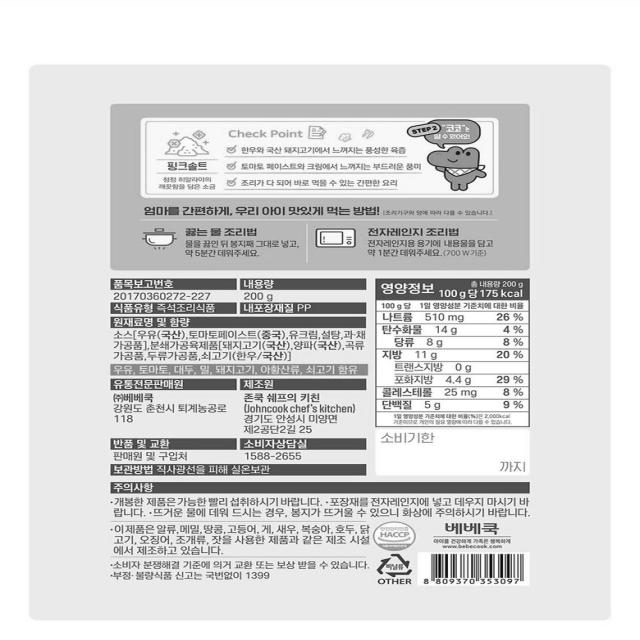 핑크솔트
청정 히말라야의
깨끗함을 담은 소금
Check Point
한우와 국산 돼지고기에서 느껴지는 풍성한 육즙
토마토 페이스트와 크림에서 느껴지는 부드러운 풍미
조리가 다 되어 바로 먹을 수 있는 간편한 요리
STEP 2 "코코"는
엄마를 간편하게, 우리 아이 맛있게 먹는 방법! (조리기구의 양에 따라 다를 수 있습니다.)
끓는 물 조리법
물을 끓인 뒤 봉지째 그대로 넣고,
약 5분간 데워주세요.
전자레인지 조리법
전자레인지용 용기에 내용물을 담고
약 1분간 데워주세요. (700 W기준)
품목보고번호
20170360272-227
내용량
200 g
식품유형 즉석조리식품
내포장재질 PP
원재료명 및 함량
소스[우유(국산),토마토페이스트(중국),유크림,설탕,과·채
가공품],분쇄가공육제품[돼지고기(국산),양파(국산),곡류
가공품,두류가공품,쇠고기(한우/국산)]
우유, 토마토, 대두, 밀, 돼지고기, 아황산류, 쇠고기 함유
유통전문판매원
㈜베베쿡
강원도 춘천시 퇴계농공로
118
제조원
존쿡 쉐프의 키친
(Johncook chef's kitchen)
경기도 안성시 미양면
제2공단2길 25
반품 및 교환
판매원 및 구입처
소비자상담실
1588-2655
보관방법 직사광선을 피해 실온보관
영양정보
총 내용량 200 g
100 g 당 175 kcal
100 g 당 1일 영양성분 기준치에 대한 비율
나트륨 510 mg 26 %
탄수화물 14 g 4 %
당류 8 g 8 %
지방 11 g 20 %
트랜스지방 0 g
포화지방 4.4 g 29 %
콜레스테롤 25 mg 8 %
단백질 5 g 9 %
1일 영양성분 기준치에 대한 비율(%)은 2,000kcal
기준이므로 개인의 필요 열량에 따라 다를 수 있습니다.
소비기한
까지
주의사항
·개봉한 제품은 가능한 빨리 섭취하시기 바랍니다. ·포장재를 전자레인지에 넣고 데우지 마시기 바
랍니다. ·뜨거운 물에 데워 드시는 경우, 봉지가 뜨거울 수 있으니 화상에 주의하시기 바랍니다.
·이 제품은 알류, 메밀, 땅콩, 고등어, 게, 새우, 복숭아, 호두, 닭
고기, 오징어, 조개류, 잣을 사용한 제품과 같은 제조 시설
에서 제조하고 있습니다.
·소비자 분쟁해결 기준에 의거 교환 또는 보상 받을 수 있습니다.
·부정·불량식품 신고는 국번없이 1399
HACCP
베베쿡
아이를 건강하게 가족은 행복하게
www.bebecook.com
비닐류
OTHER
8 809370 353097